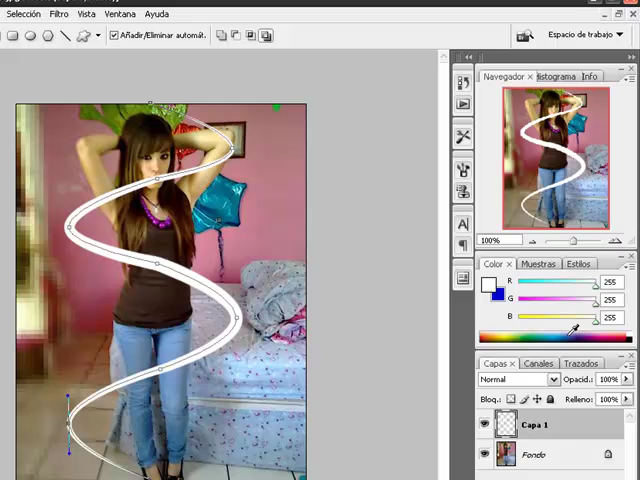 Selección Filtro Vista Ventana Ayuda
Añadir/Eliminar automát.
Espacio de trabajo
Navegador Histograma Info
100%
Color Muestras Estilos
R 255
G 255
B 255
Capas Canales Trazados
Normal Opacid.: 100%
Bloq.: Relleno: 100%
Capa 1
Fondo